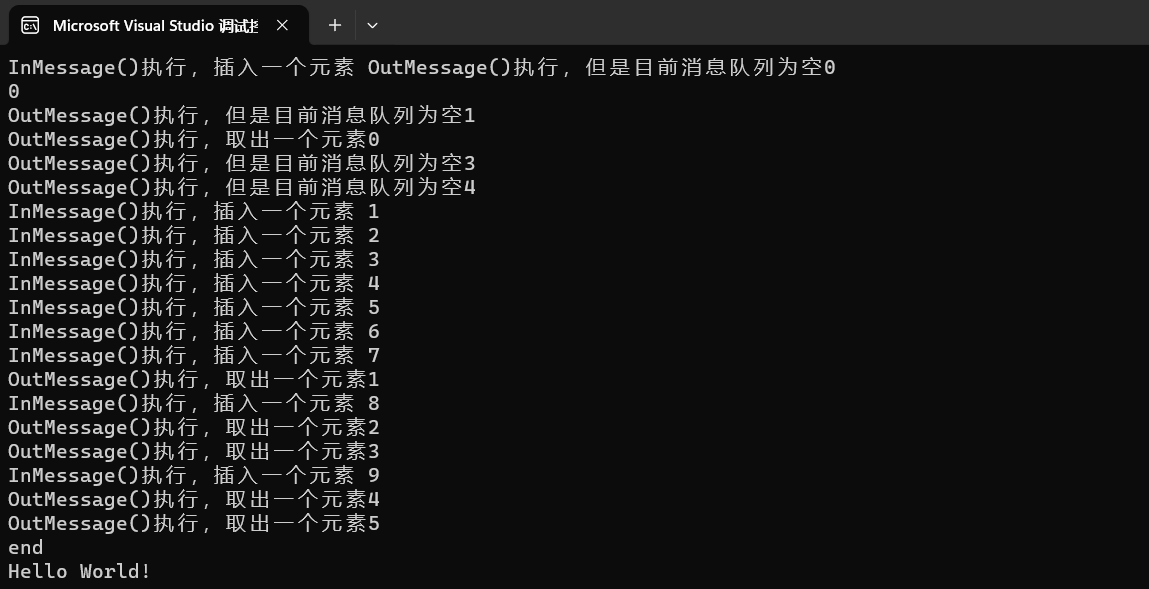 Microsoft Visual Studio 调试
InMessage()执行，插入一个元素 OutMessage()执行，但是目前消息队列为空0
0
OutMessage()执行，但是目前消息队列为空1
OutMessage()执行，取出一个元素0
OutMessage()执行，但是目前消息队列为空3
OutMessage()执行，但是目前消息队列为空4
InMessage()执行，插入一个元素 1
InMessage()执行，插入一个元素 2
InMessage()执行，插入一个元素 3
InMessage()执行，插入一个元素 4
InMessage()执行，插入一个元素 5
InMessage()执行，插入一个元素 6
InMessage()执行，插入一个元素 7
OutMessage()执行，取出一个元素1
InMessage()执行，插入一个元素 8
OutMessage()执行，取出一个元素2
OutMessage()执行，取出一个元素3
InMessage()执行，插入一个元素 9
OutMessage()执行，取出一个元素4
OutMessage()执行，取出一个元素5
end
Hello World!